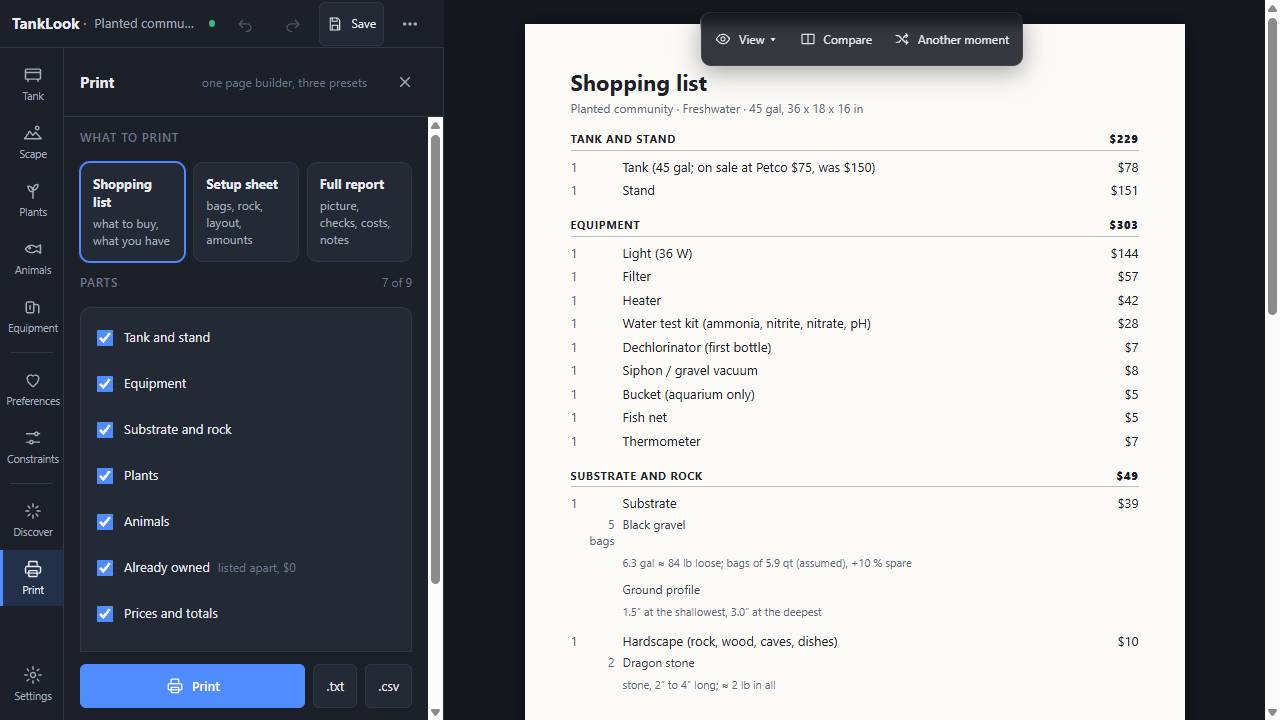 TankLook · Planted commu...
Save
View
Compare
Another moment
Tank
Scape
Plants
Animals
Equipment
Preferences
Constraints
Discover
Print
Settings
Print
one page builder, three presets
WHAT TO PRINT
Shopping list
what to buy, what you have
Setup sheet
bags, rock, layout, amounts
Full report
picture, checks, costs, notes
PARTS
7 of 9
Tank and stand
Equipment
Substrate and rock
Plants
Animals
Already owned listed apart, $0
Prices and totals
Print
.txt
.csv
Shopping list
Planted community · Freshwater · 45 gal, 36 x 18 x 16 in
TANK AND STAND $229
1 Tank (45 gal; on sale at Petco $75, was $150) $78
1 Stand $151
EQUIPMENT $303
1 Light (36 W) $144
1 Filter $57
1 Heater $42
1 Water test kit (ammonia, nitrite, nitrate, pH) $28
1 Dechlorinator (first bottle) $7
1 Siphon / gravel vacuum $8
1 Bucket (aquarium only) $5
1 Fish net $5
1 Thermometer $7
SUBSTRATE AND ROCK $49
1 Substrate $39
5 bags Black gravel
6.3 gal ≈ 84 lb loose; bags of 5.9 qt (assumed), +10 % spare
Ground profile
1.5″ at the shallowest, 3.0″ at the deepest
1 Hardscape (rock, wood, caves, dishes) $10
2 Dragon stone
stone, 2″ to 4″ long; ≈ 2 lb in all